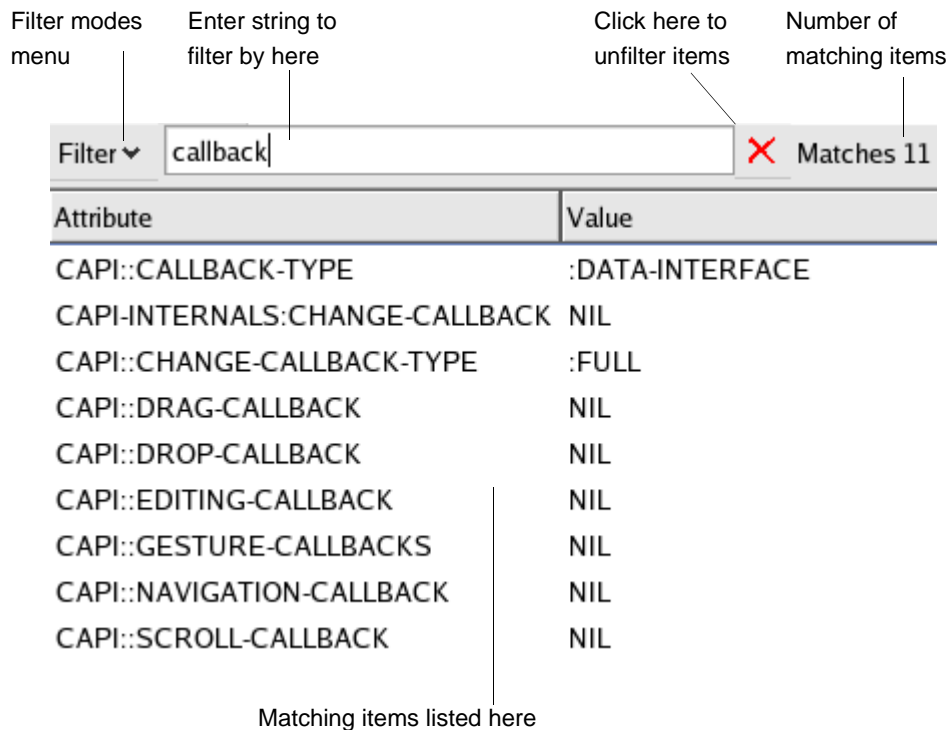 Filter modes menu
Enter string to filter by here
Click here to unfilter items
Number of matching items
Filter callback Matches 11
Attribute Value
CAPI::CALLBACK-TYPE :DATA-INTERFACE
CAPI-INTERNALS:CHANGE-CALLBACK NIL
CAPI::CHANGE-CALLBACK-TYPE :FULL
CAPI::DRAG-CALLBACK NIL
CAPI::DROP-CALLBACK NIL
CAPI::EDITING-CALLBACK NIL
CAPI::GESTURE-CALLBACKS NIL
CAPI::NAVIGATION-CALLBACK NIL
CAPI::SCROLL-CALLBACK NIL
Matching items listed here